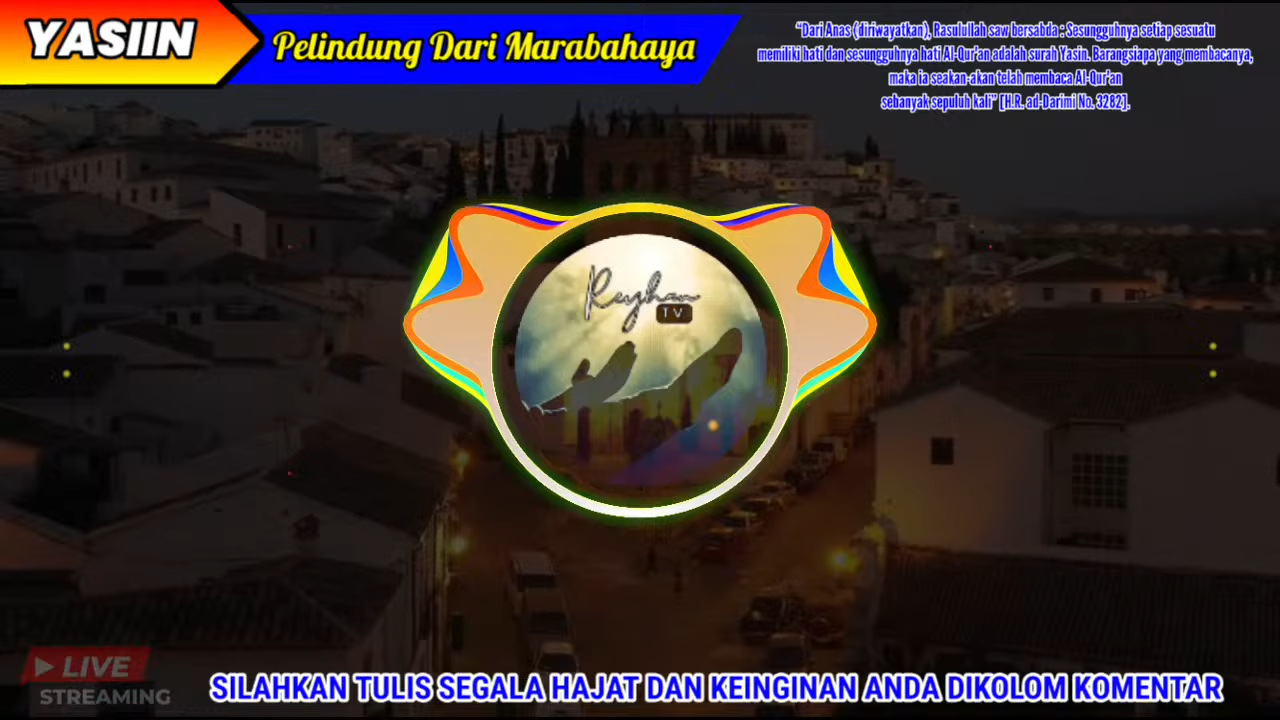 YASIIN
Pelindung Dari Marabahaya
“Dari Anas (diriwayatkan), Rasulullah saw bersabda : Sesungguhnya setiap sesuatu
memiliki hati dan sesungguhnya hati Al-Qur'an adalah surah Yasin. Barangsiapa yang membacanya,
maka ia seakan-akan telah membaca Al-Qur'an
sebanyak sepuluh kali” [H.R. ad-Darimi No. 3282].
Reyhan
TV
LIVE
STREAMING
SILAHKAN TULIS SEGALA HAJAT DAN KEINGINAN ANDA DIKOLOM KOMENTAR